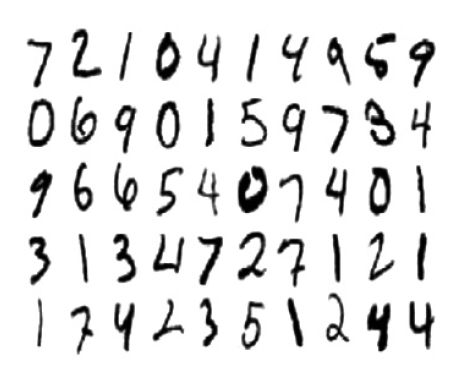 7 2 1 0 4 1 4 9 5 9
0 6 9 0 1 5 9 7 3 4
9 6 6 5 4 0 7 4 0 1
3 1 3 4 7 2 7 1 2 1
1 7 4 2 3 5 1 2 4 4